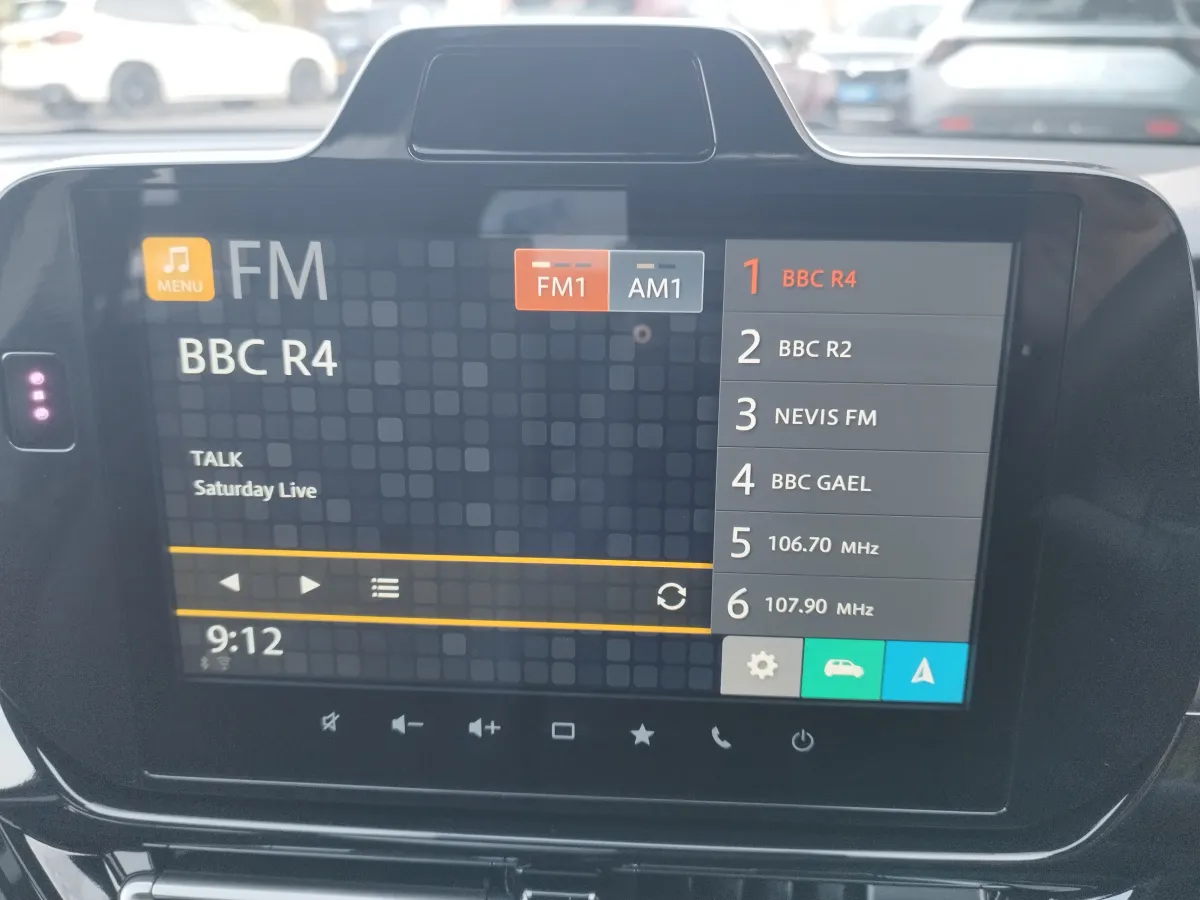 MENU
FM
FM1
AM1
BBC R4
TALK
Saturday Live
9:12
1 BBC R4
2 BBC R2
3 NEVIS FM
4 BBC GAEL
5 106.70 MHz
6 107.90 MHz